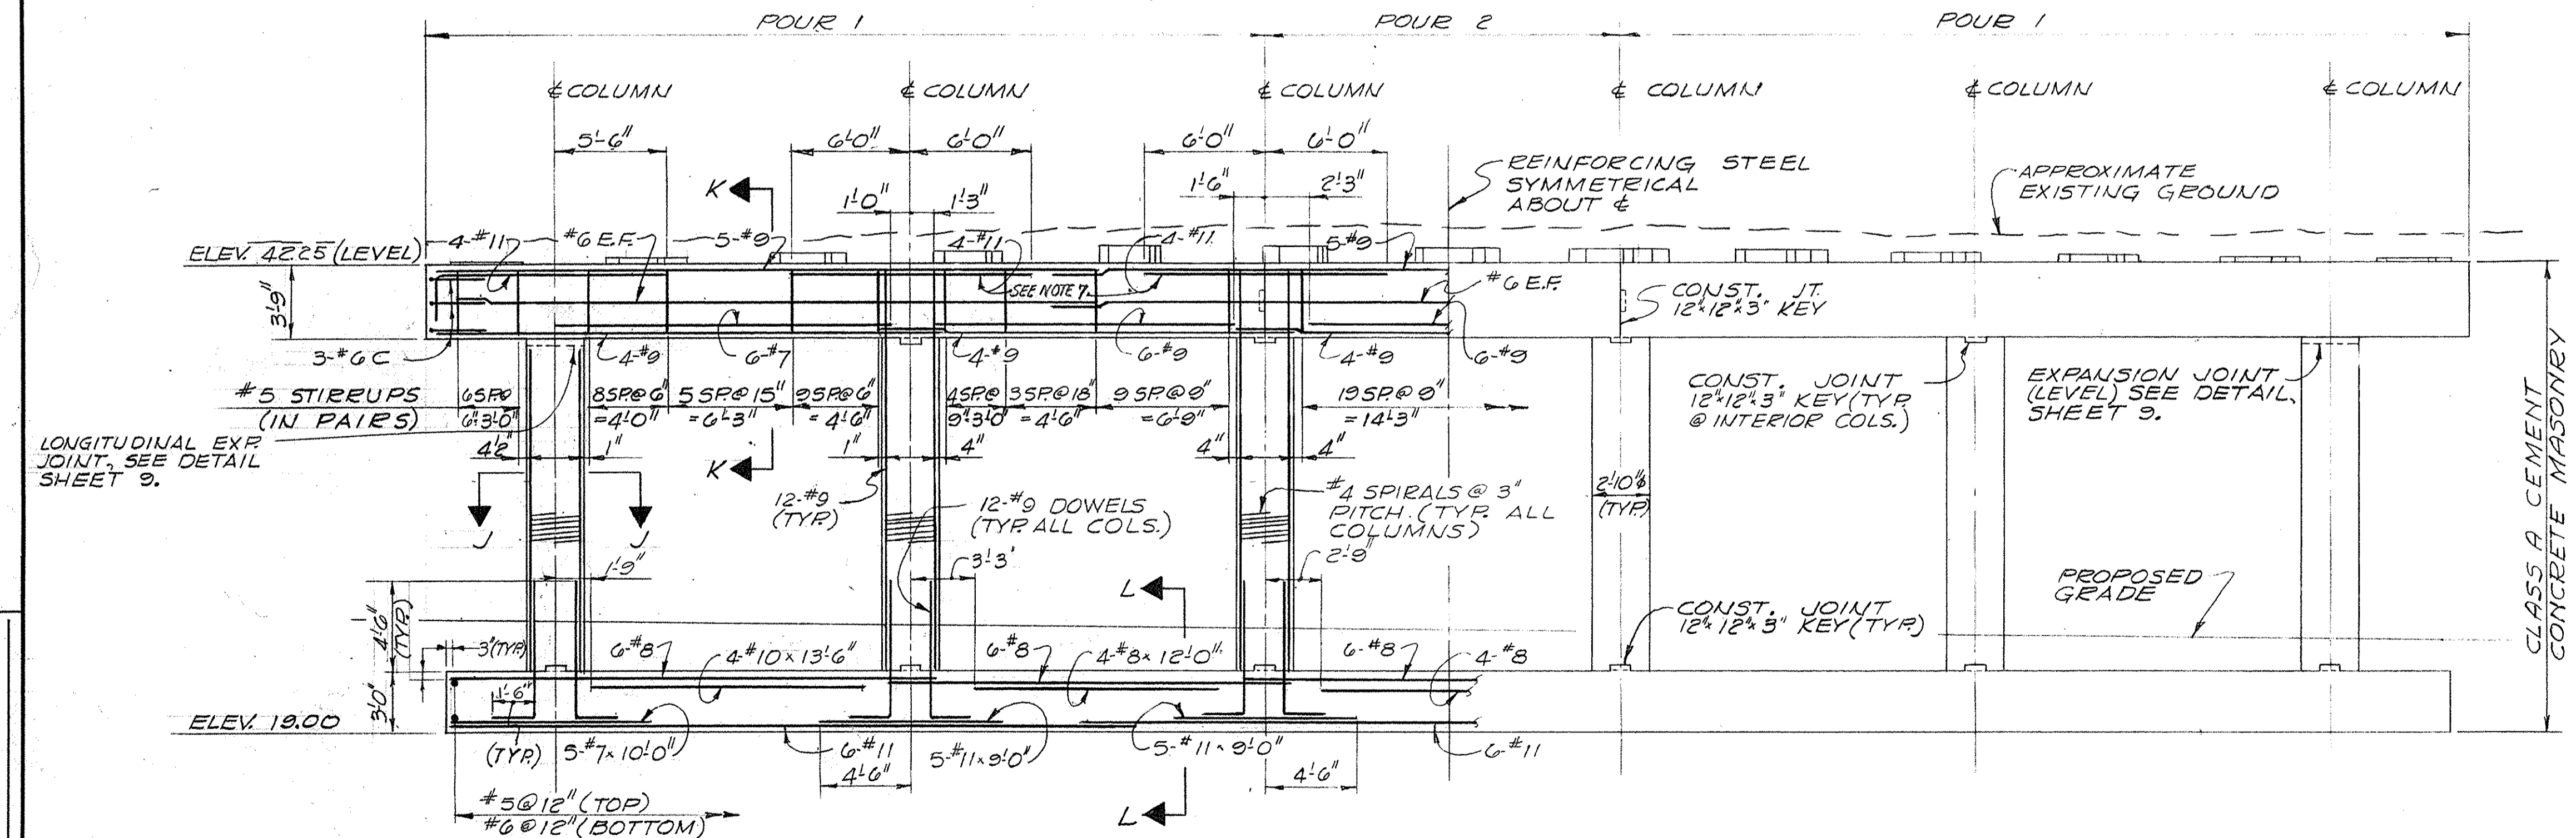 POUR 1
POUR 2
POUR 1
℄ COLUMN
℄ COLUMN
℄ COLUMN
℄ COLUMN
℄ COLUMN
℄ COLUMN
5'-6"
6'-0"
6'-0"
6'-0"
6'-0"
REINFORCING STEEL
SYMMETRICAL
ABOUT ℄
APPROXIMATE
EXISTING GROUND
K
1'-0"
1'-3"
1'-6"
2'-3"
4-#11
#6 E.F.
5-#9
4-#11
4-#11
5-#9
ELEV. 42.25 (LEVEL)
SEE NOTE 7
#6 E.F.
CONST. JT.
12"x12"x3" KEY
3'-9"
3-#6 C
4-#9
6-#7
4-#9
6-#9
4-#9
6-#9
#5 STIRRUPS
(IN PAIRS)
6 SP.@
6"=3'-0"
8 SP.@ 6"
=4'-0"
5 SP.@ 15"
=6'-3"
9 SP.@ 6"
=4'-6"
4 SP.@
9"=3'-0"
3 SP.@ 18"
=4'-6"
9 SP.@ 9"
=6'-9"
19 SP.@ 9"
=14'-3"
CONST. JOINT
12"x12"x3" KEY (TYP.
@ INTERIOR COLS.)
EXPANSION JOINT
(LEVEL) SEE DETAIL,
SHEET 9.
LONGITUDINAL EXP.
JOINT, SEE DETAIL
SHEET 9.
1"
1"
4"
4"
4"
K
J
J
12-#9
(TYP.)
12-#9 DOWELS
(TYP. ALL COLS.)
#4 SPIRALS @ 3"
PITCH. (TYP. ALL
COLUMNS)
2'-10"ϕ
(TYP.)
CLASS A CEMENT
CONCRETE MASONRY
1'-9"
3'-3"
2'-9"
L
PROPOSED
GRADE
4'-6"
(TYP.)
3" (TYP.)
6-#8
4-#10 x 13'-6"
6-#8
4-#8 x 12'-0"
6-#8
4-#8
CONST. JOINT
12"x12"x3" KEY (TYP.)
3'-0"
1'-6"
(TYP.)
ELEV. 19.00
5-#7 x 10'-0"
6-#11
5-#11 x 9'-0"
5-#11 x 9'-0"
6-#11
4'-6"
4'-6"
#5 @ 12" (TOP)
#6 @ 12" (BOTTOM)
L